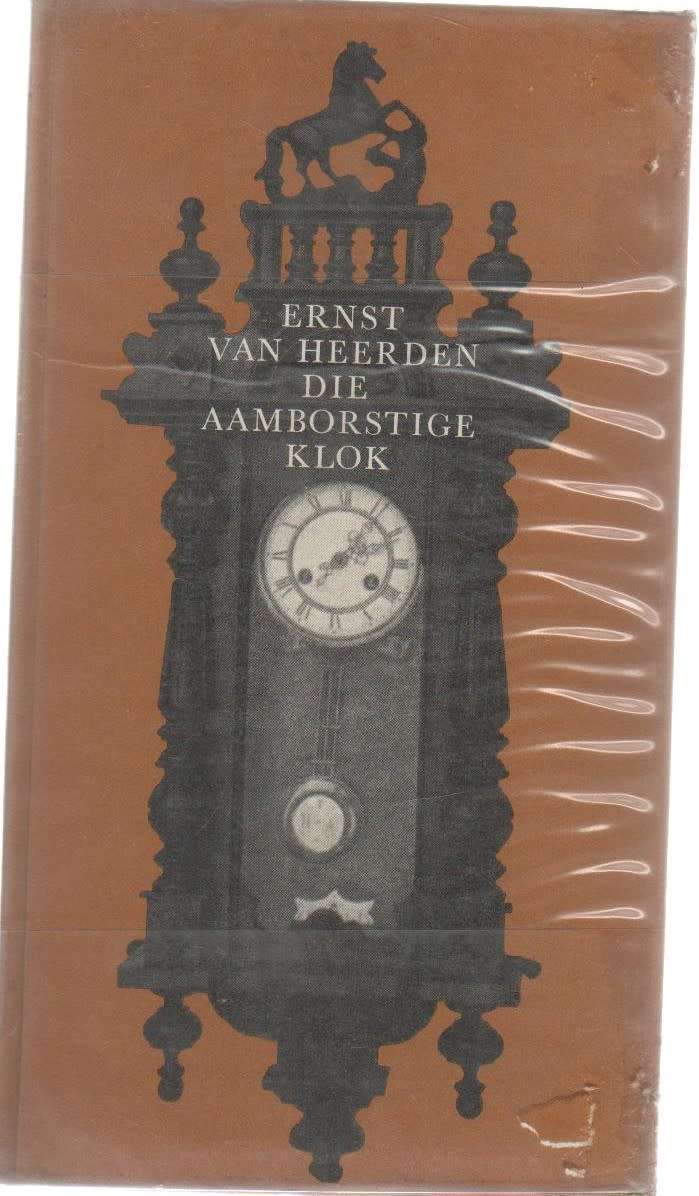 ERNST
VAN HEERDEN
DIE
AAMBORSTIGE
KLOK